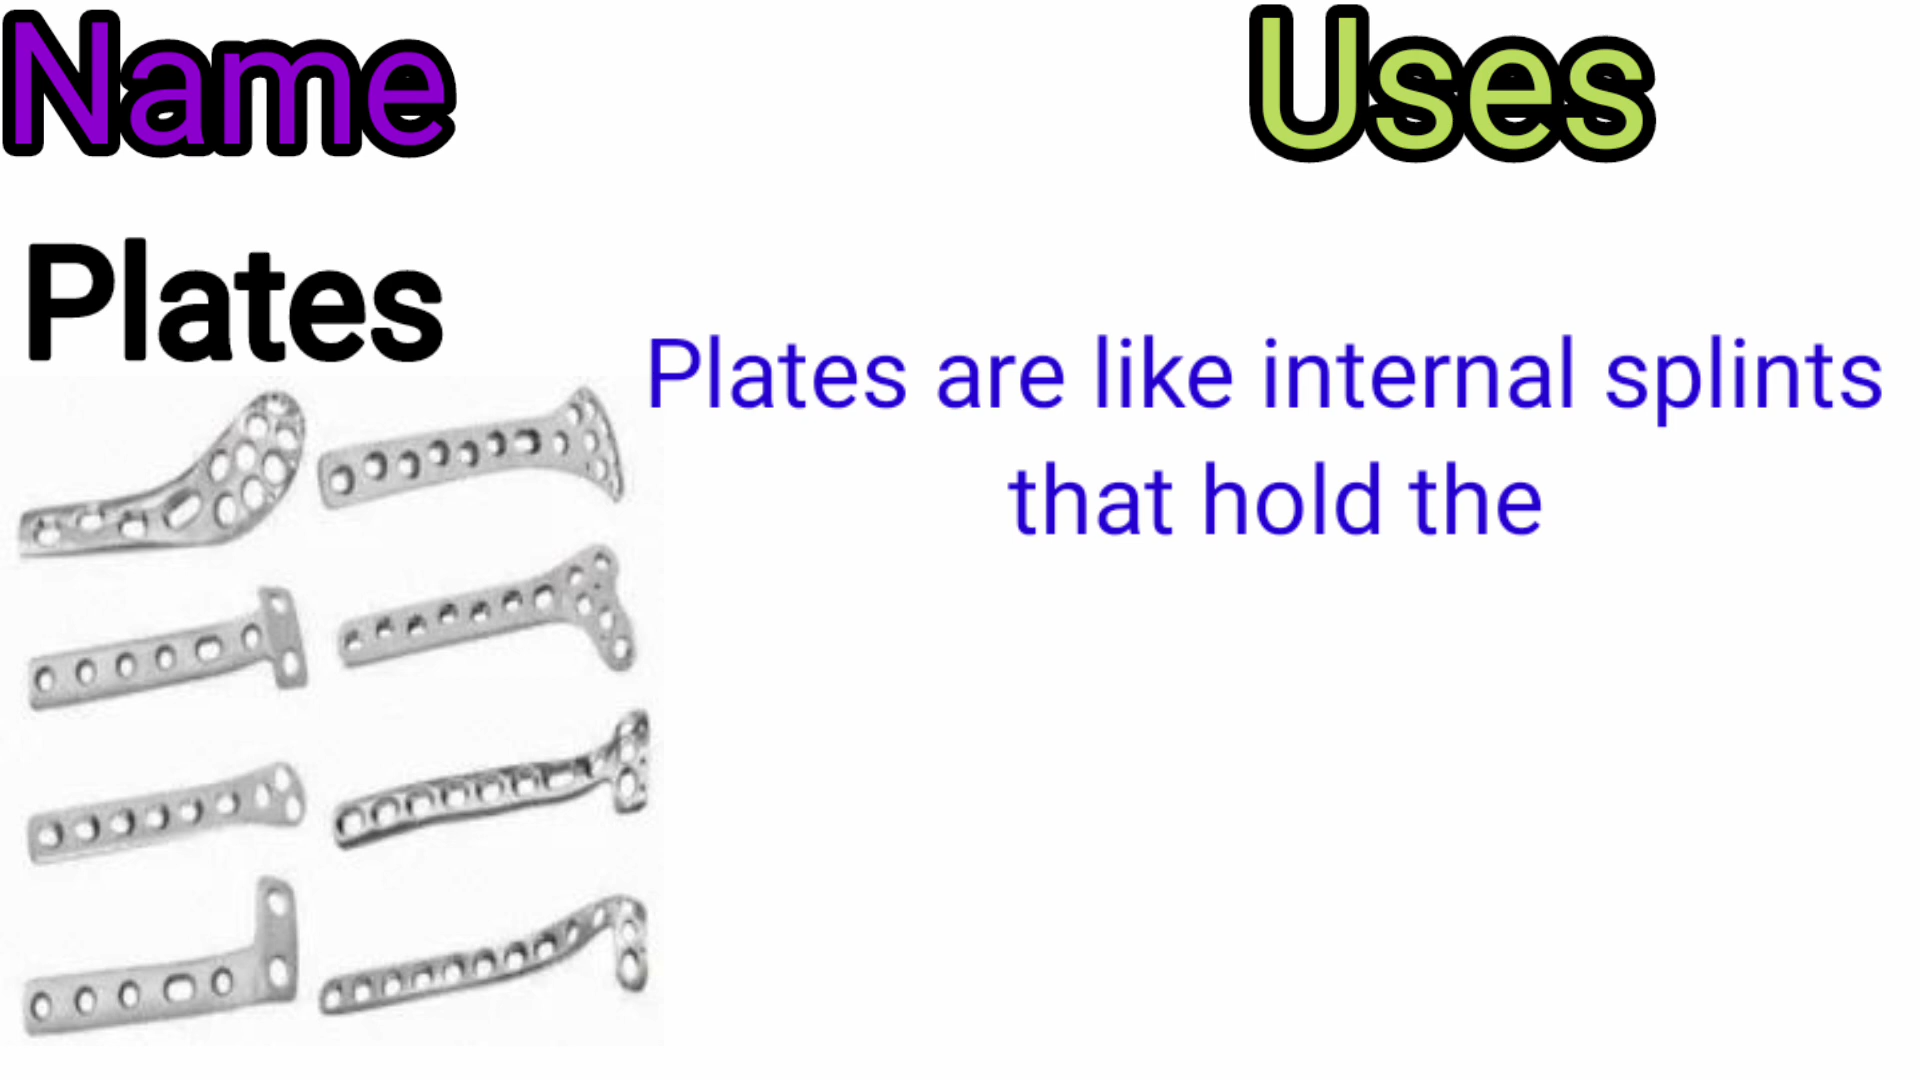 Name
Uses
Plates
Plates are like internal splints
that hold the